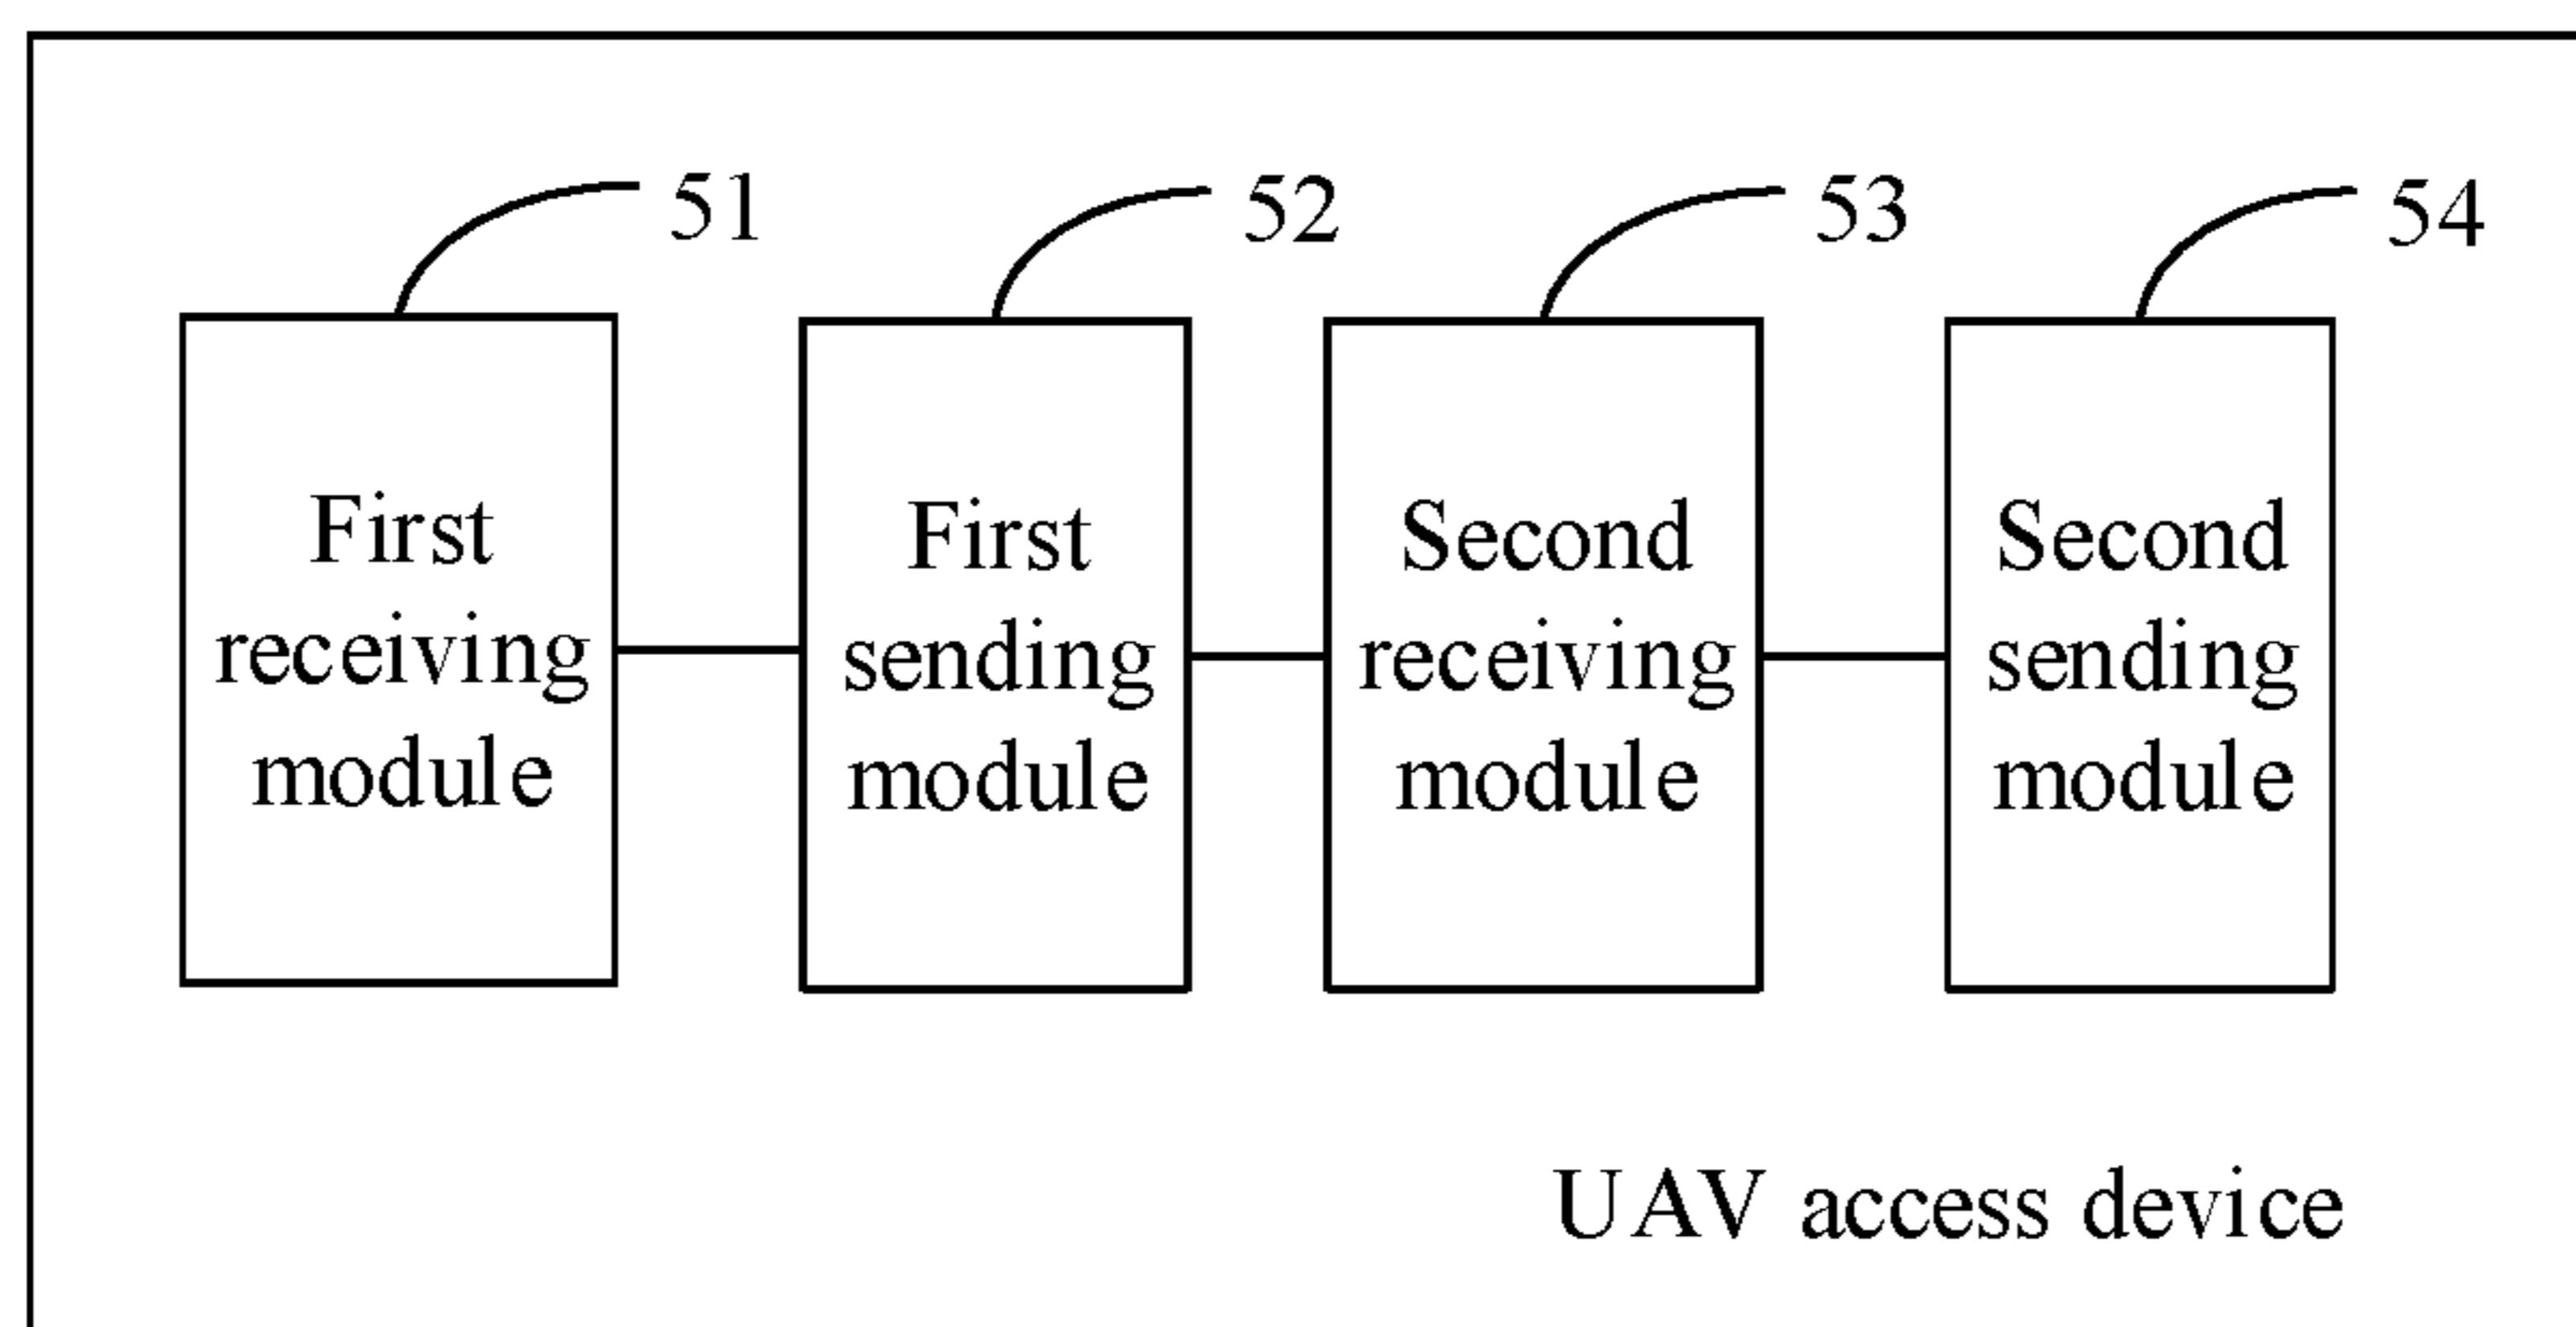 51
52
53
54
First
receiving
module
First
sending
module
Second
receiving
module
Second
sending
module
UAV access device